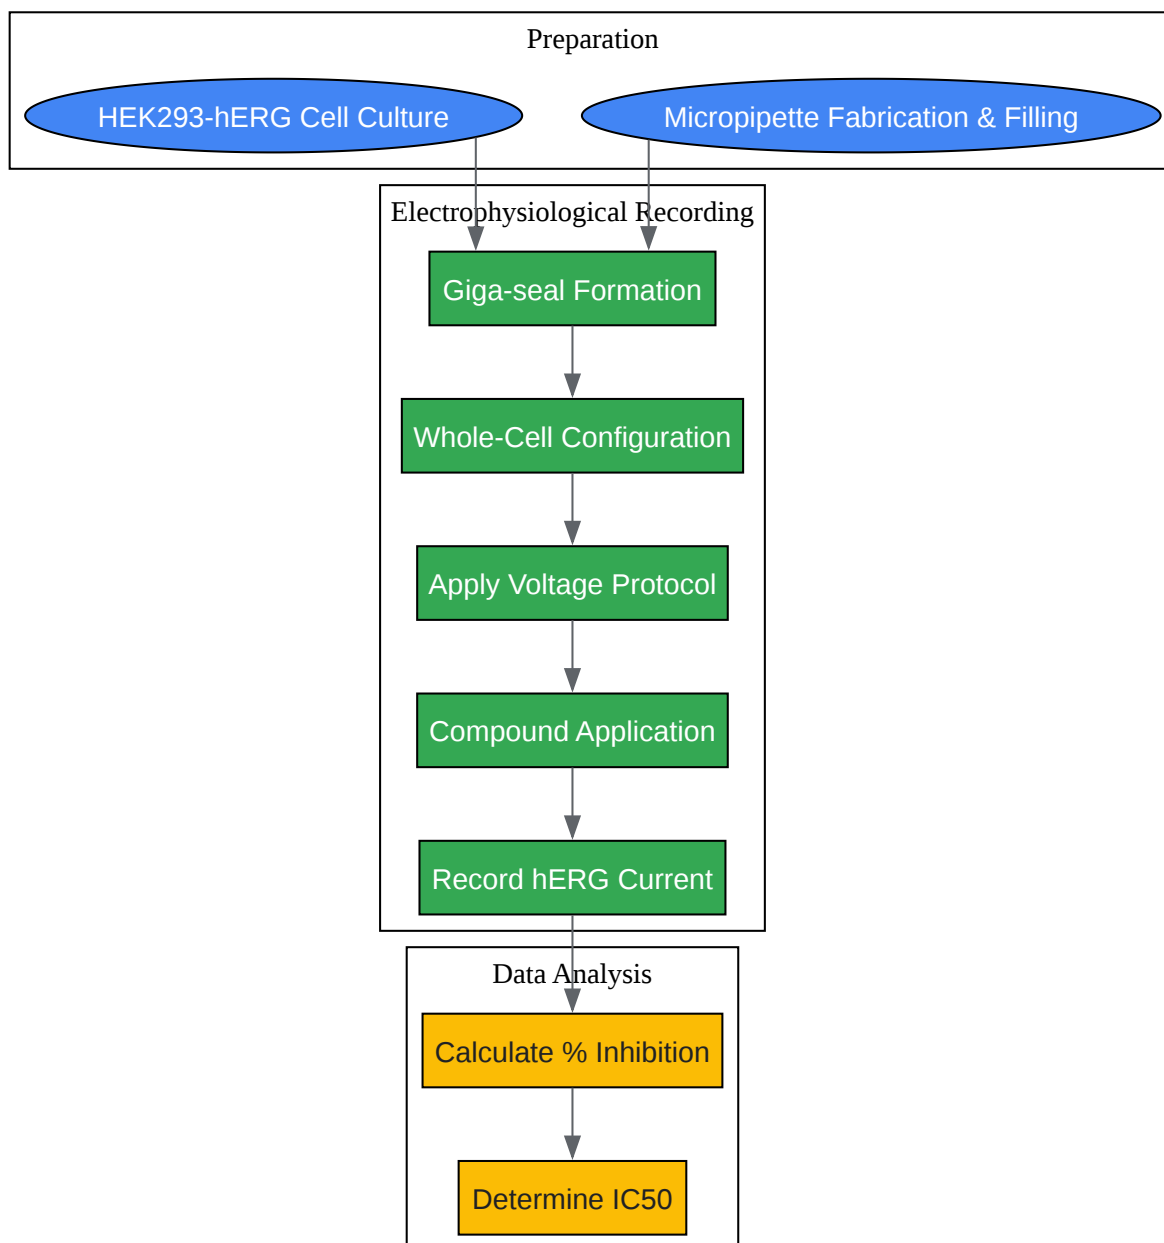 Preparation
HEK293-hERG Cell Culture
Micropipette Fabrication & Filling
Electrophysiological Recording
Giga-seal Formation
Whole-Cell Configuration
Apply Voltage Protocol
Compound Application
Record hERG Current
Data Analysis
Calculate % Inhibition
Determine IC50